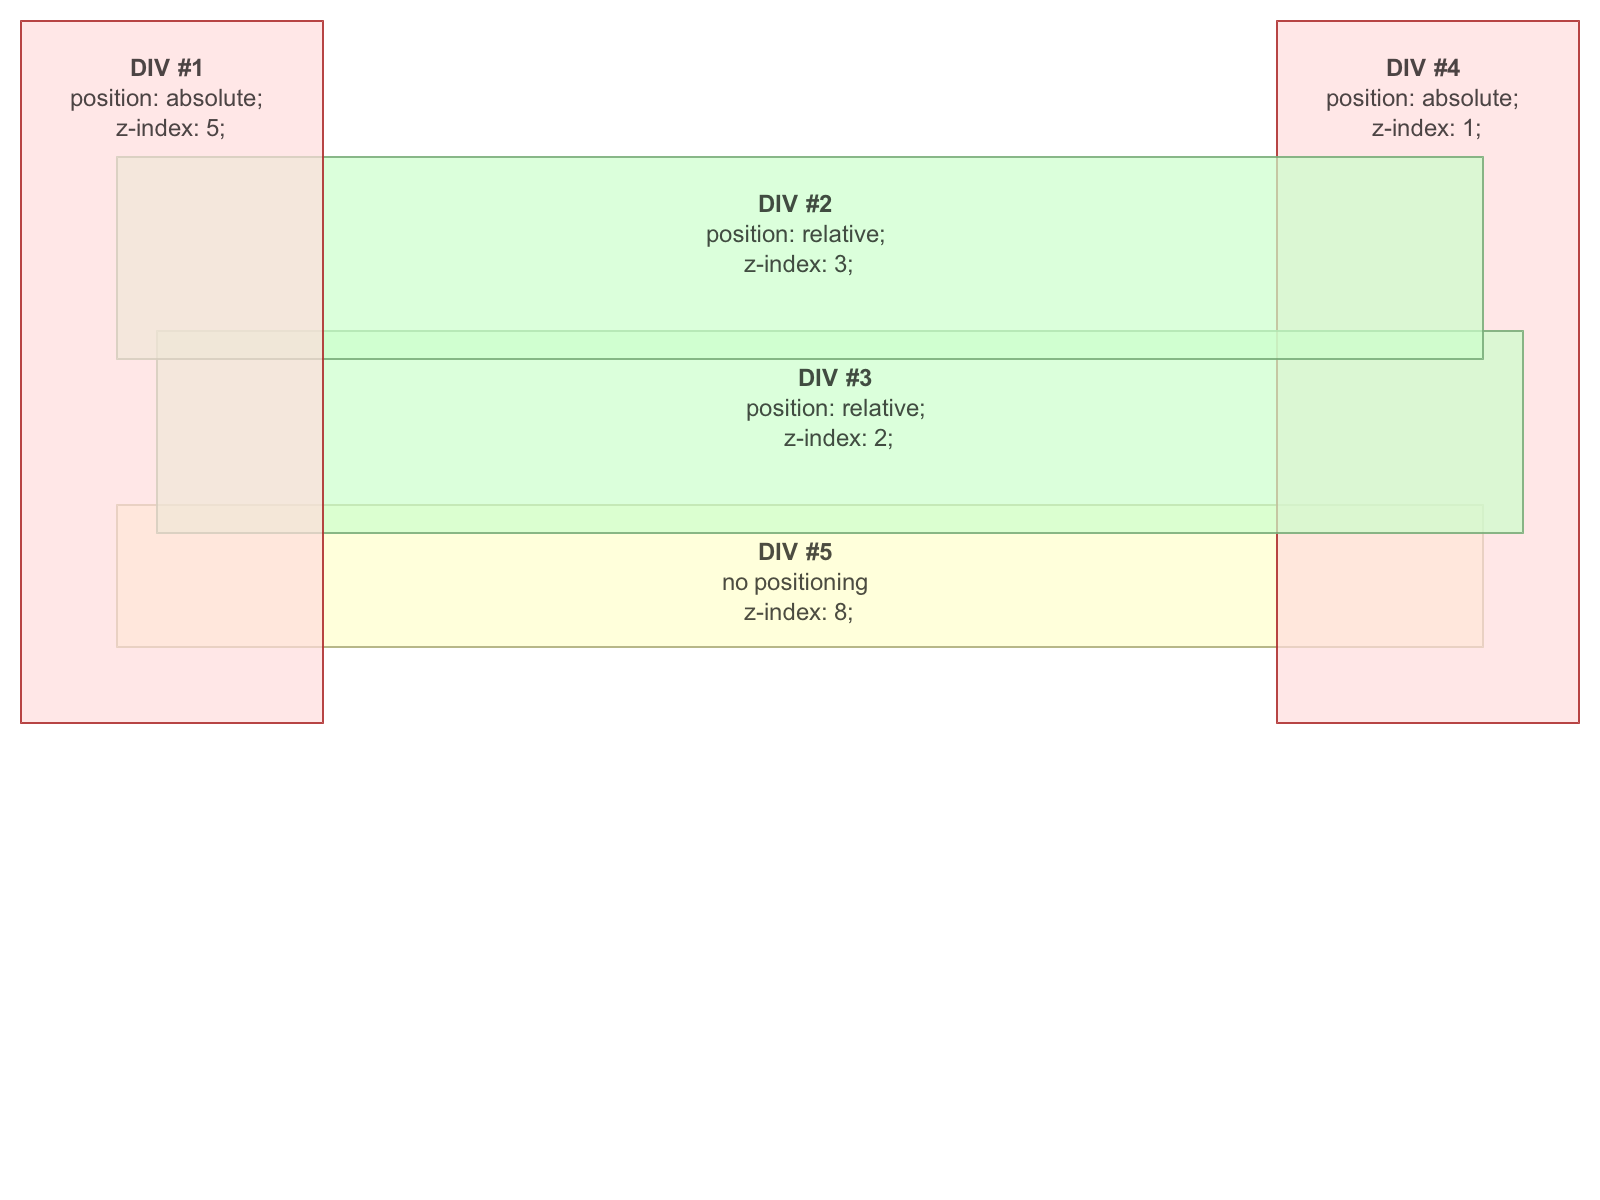 DIV #1
position: absolute;
z-index: 5;
DIV #4
position: absolute;
z-index: 1;
DIV #2
position: relative;
z-index: 3;
DIV #3
position: relative;
z-index: 2;
DIV #5
no positioning
z-index: 8;